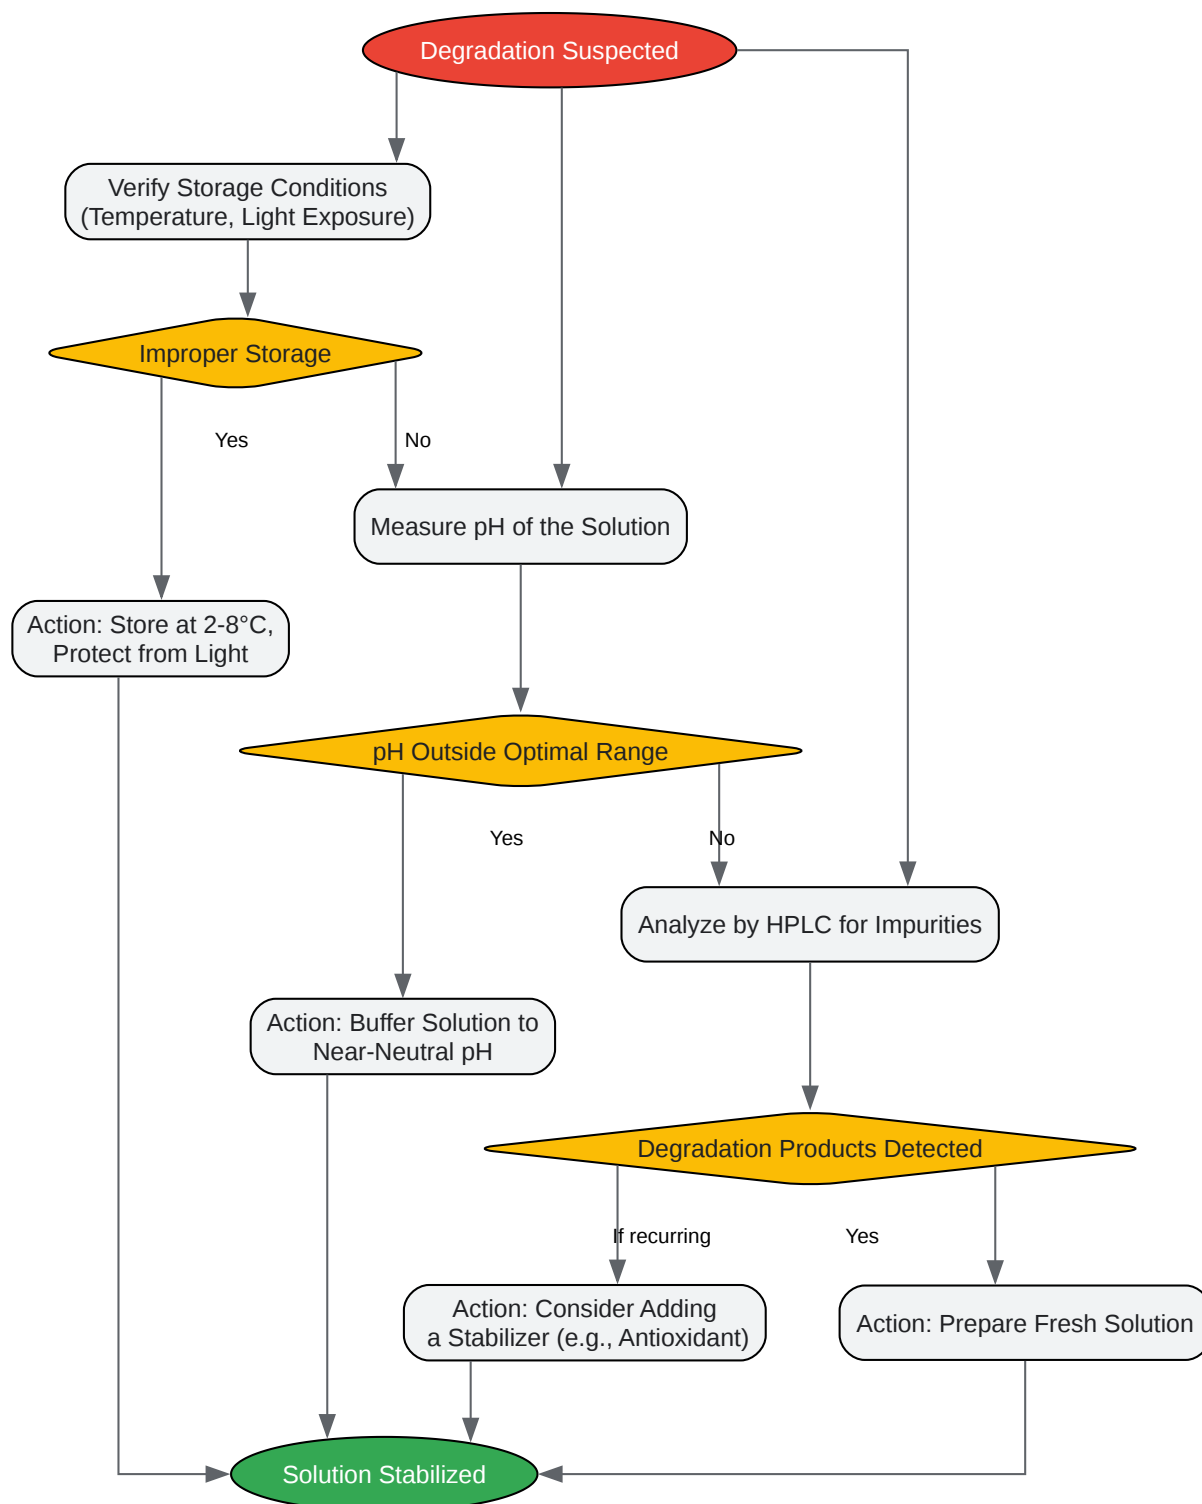 Degradation Suspected
Verify Storage Conditions
(Temperature, Light Exposure)
Improper Storage
Yes
No
Measure pH of the Solution
Action: Store at 2-8°C,
Protect from Light
pH Outside Optimal Range
Yes
No
Analyze by HPLC for Impurities
Action: Buffer Solution to
Near-Neutral pH
Degradation Products Detected
If recurring
Yes
Action: Consider Adding
a Stabilizer (e.g., Antioxidant)
Action: Prepare Fresh Solution
Solution Stabilized